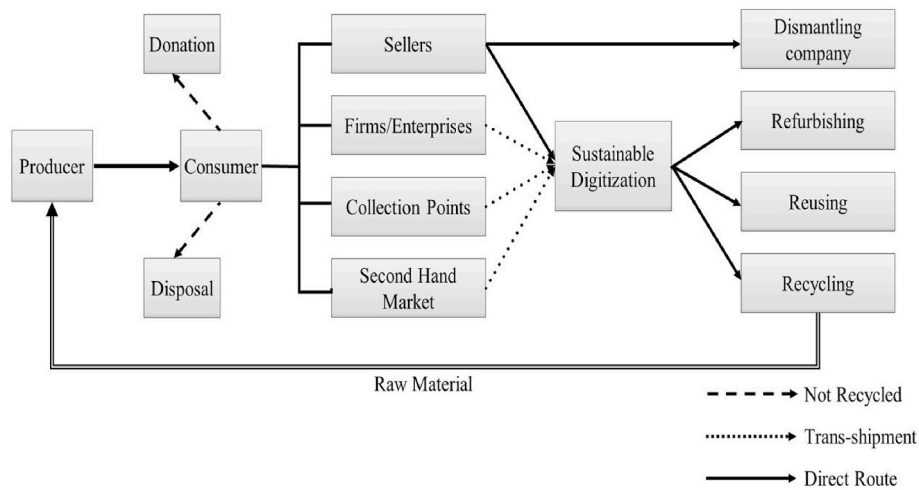 Donation
Sellers
Dismantling
company
Firms/Enterprises
Refurbishing
Producer
Consumer
Sustainable
Digitization
Collection Points
Reusing
Disposal
Second Hand
Market
Recycling
Raw Material
Not Recycled
Trans-shipment
Direct Route